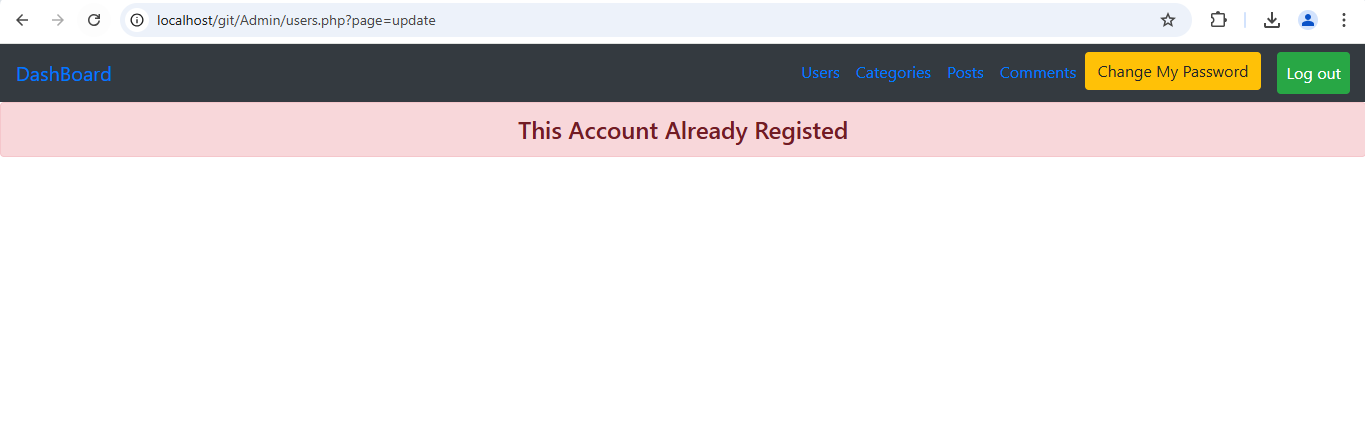 localhost/git/Admin/users.php?page=update
DashBoard Users Categories Posts Comments Change My Password Log out
This Account Already Registed